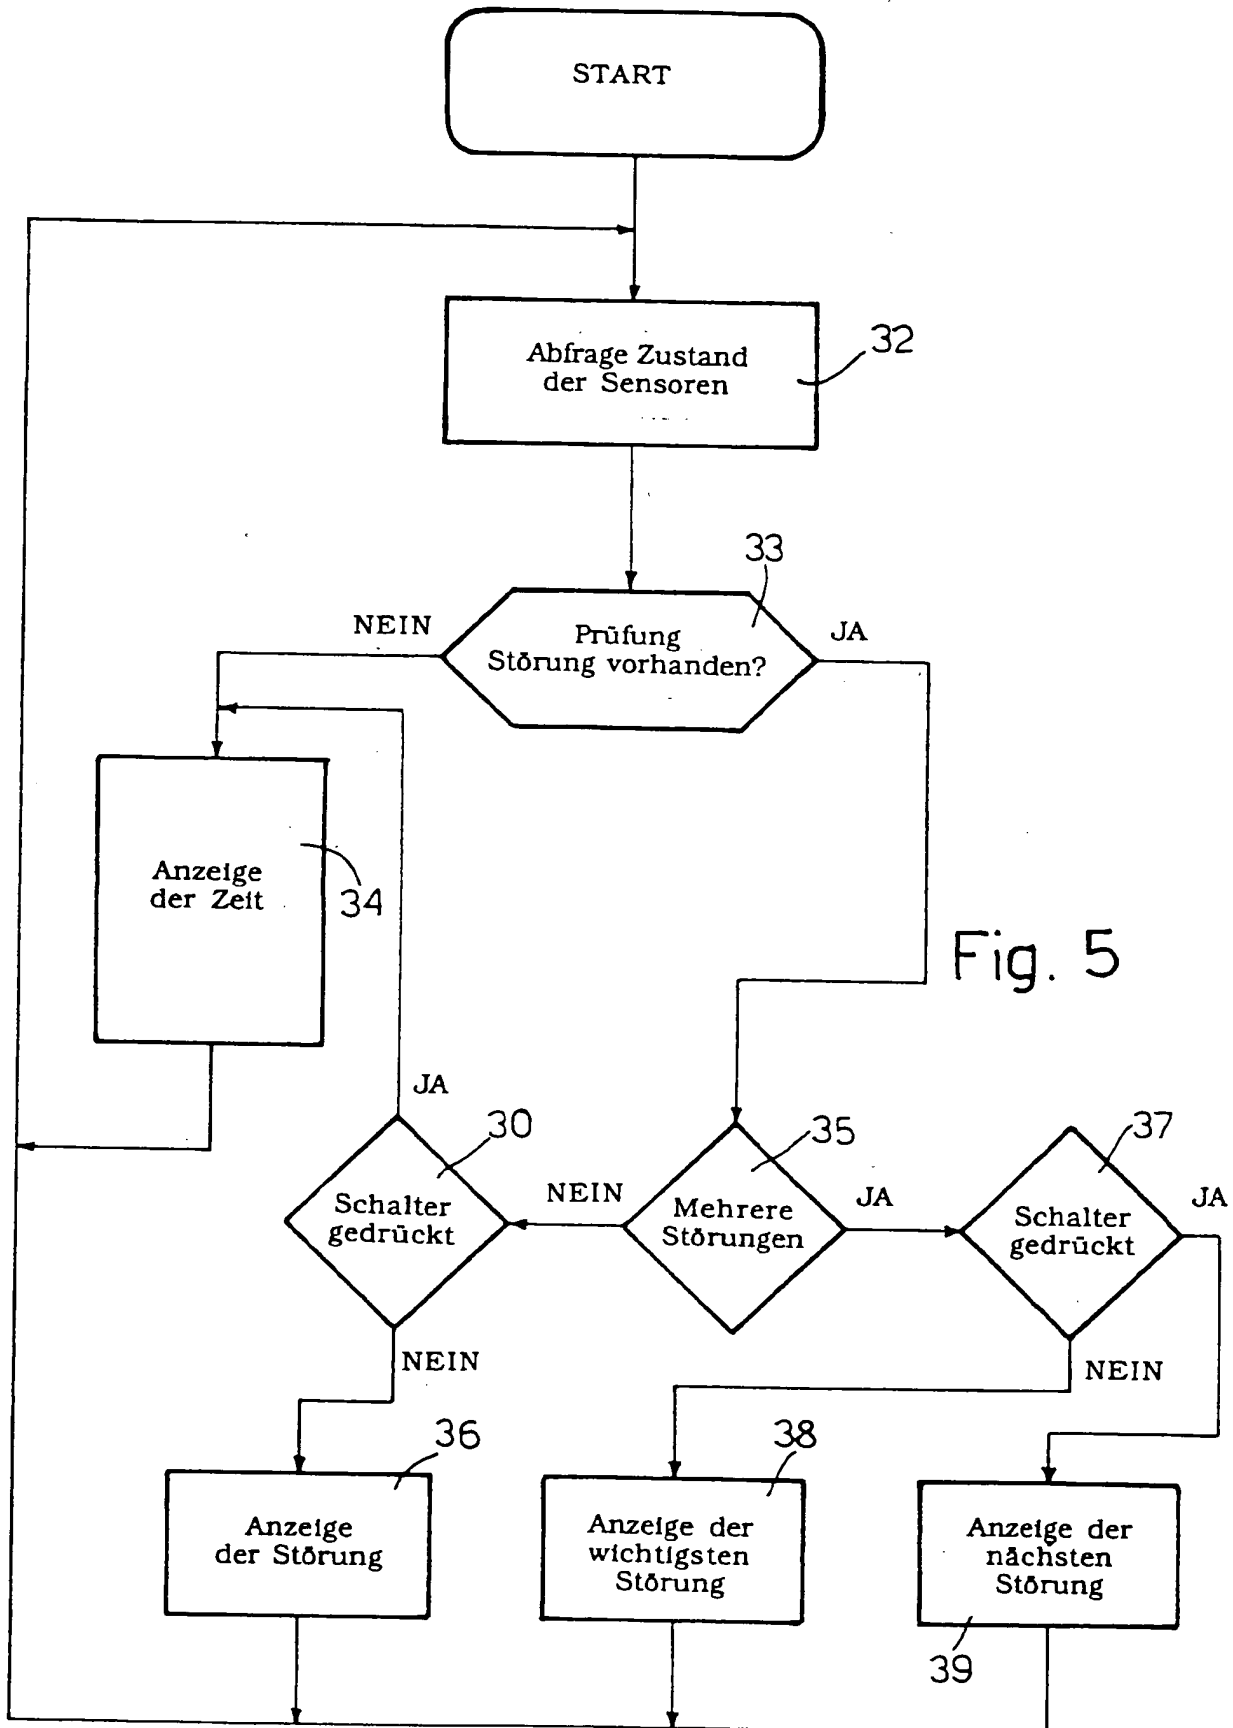 START
Abfrage Zustand
der Sensoren
32
33
NEIN
Prüfung
Störung vorhanden?
JA
Anzeige
der Zeit
34
Fig. 5
JA
30
35
37
Schalter
gedrückt
NEIN
Mehrere
Störungen
JA
Schalter
gedrückt
JA
NEIN
NEIN
36
38
Anzeige
der Störung
Anzeige der
wichtigsten
Störung
Anzeige der
nächsten
Störung
39